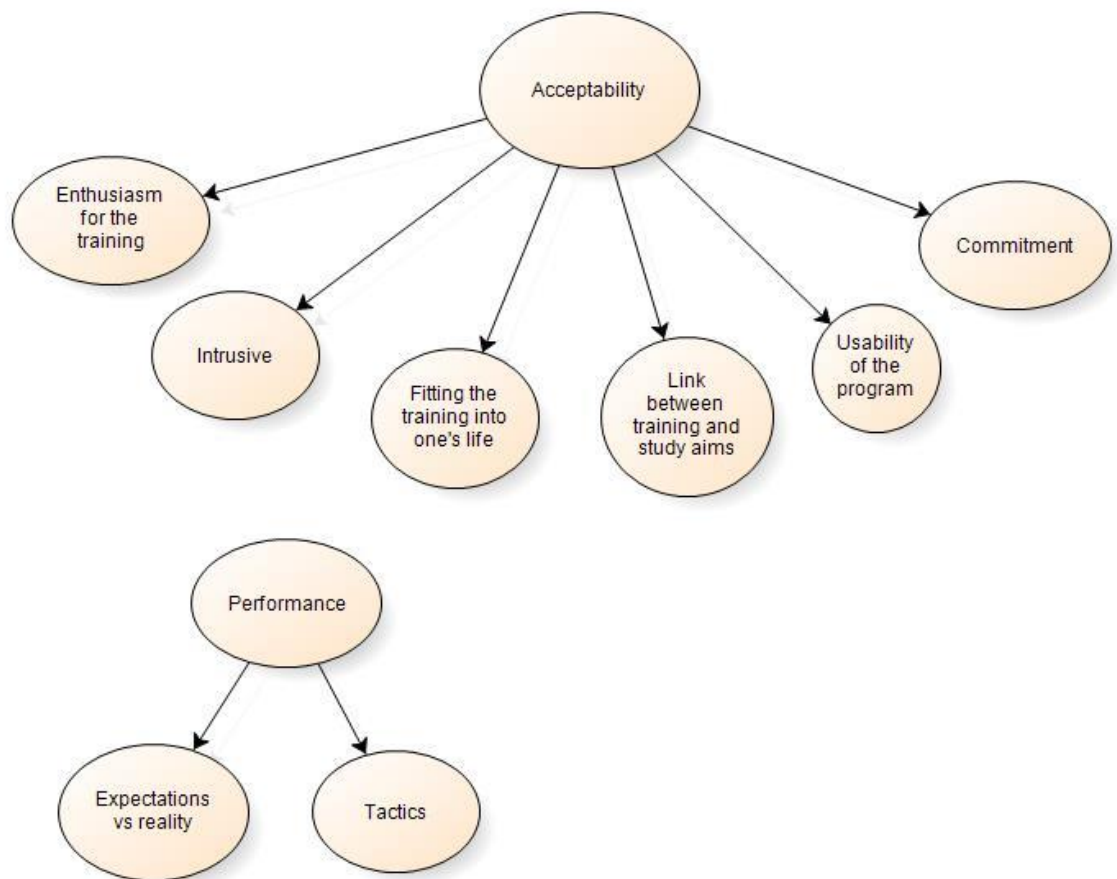 Acceptability
Enthusiasm
for the
training
Commitment
Intrusive
Fitting the
training into
one's life
Link
between
training and
study aims
Usability
of the
program
Performance
Expectations
vs reality
Tactics